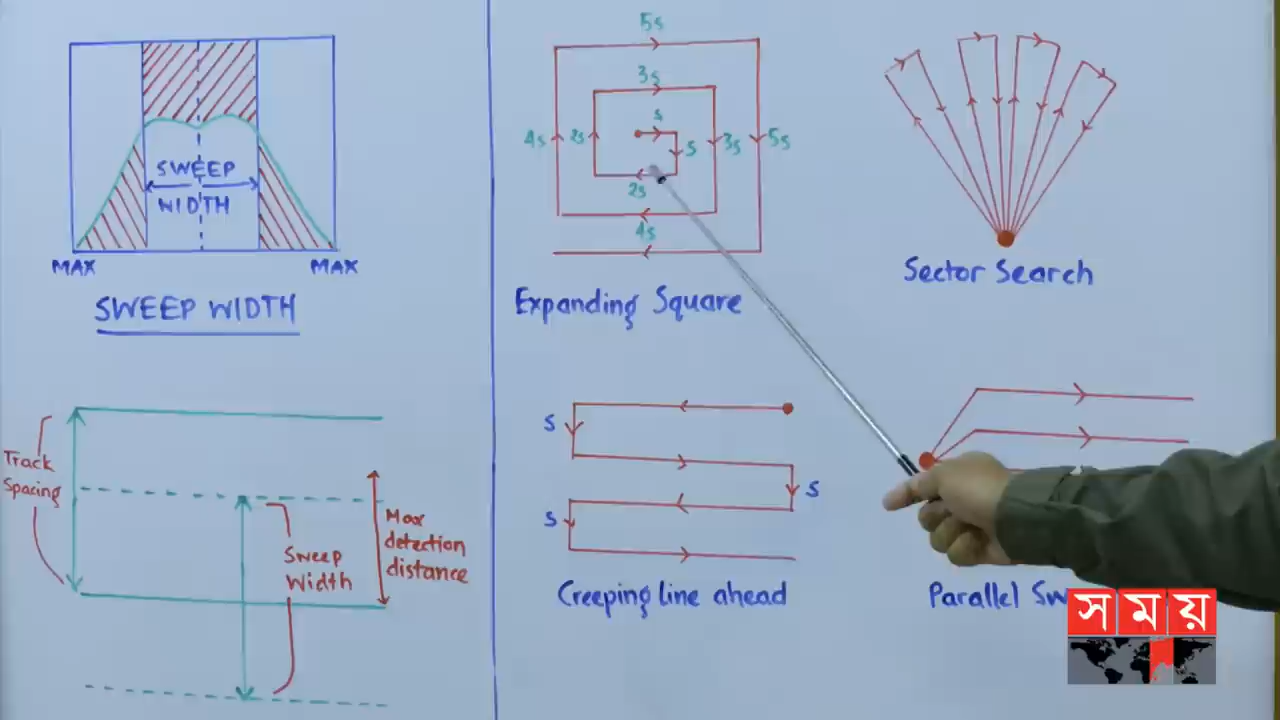 SWEEP
WIDTH
MAX
MAX
SWEEP WIDTH
Track
Spacing
Sweep
Width
Max
detection
distance
5s
3s
s
4s
2s
s
3s
5s
2s
4s
Expanding Square
Sector Search
s
s
s
Creeping line ahead
Parallel
সময়